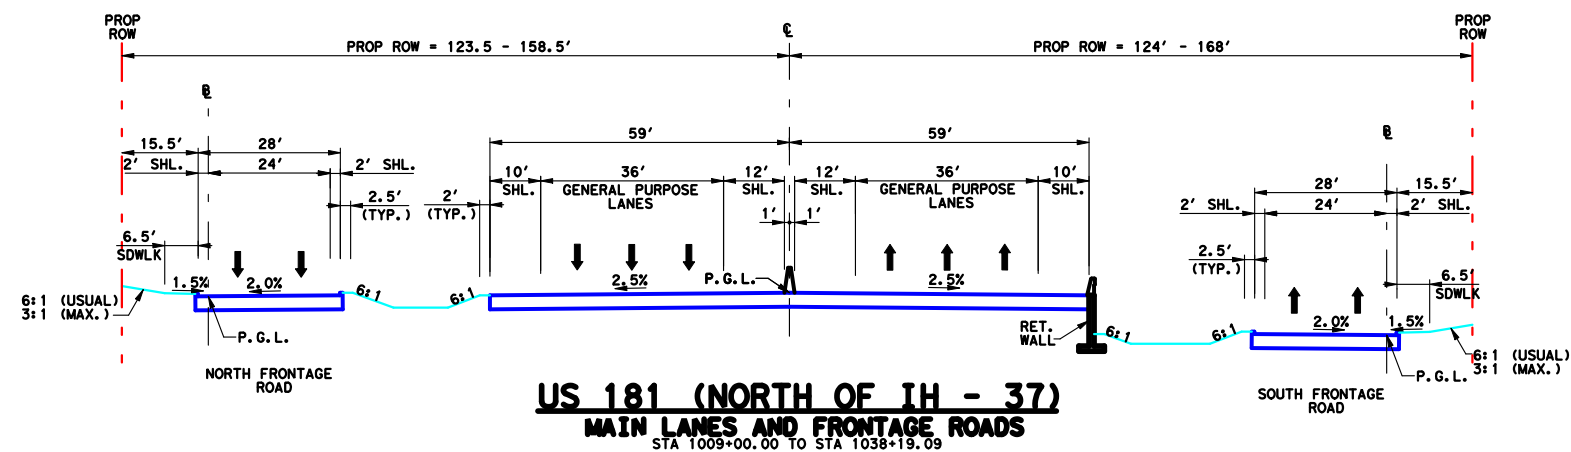 PROP
ROW
PROP ROW = 123.5 - 158.5'
℄
PROP ROW = 124' - 168'
PROP
ROW
15.5'
28'
2' SHL.
24'
2' SHL.
2.5'
(TYP.)
2'
(TYP.)
6.5'
SDWLK
59'
59'
10'
SHL.
36'
GENERAL PURPOSE
LANES
12'
SHL.
12'
SHL.
36'
GENERAL PURPOSE
LANES
10'
SHL.
1'
1'
28'
15.5'
2' SHL.
24'
2' SHL.
2.5'
(TYP.)
6.5'
SDWLK
6:1 (USUAL)
3:1 (MAX.)
1.5%
2.0%
6:1
6:1
P.G.L.
2.5%
P.G.L.
2.5%
RET.
WALL
6:1
6:1
2.0%
1.5%
P.G.L.
6:1 (USUAL)
3:1 (MAX.)
NORTH FRONTAGE
ROAD
SOUTH FRONTAGE
ROAD
US 181 (NORTH OF IH - 37)
MAIN LANES AND FRONTAGE ROADS
STA 1009+00.00 TO STA 1038+19.09